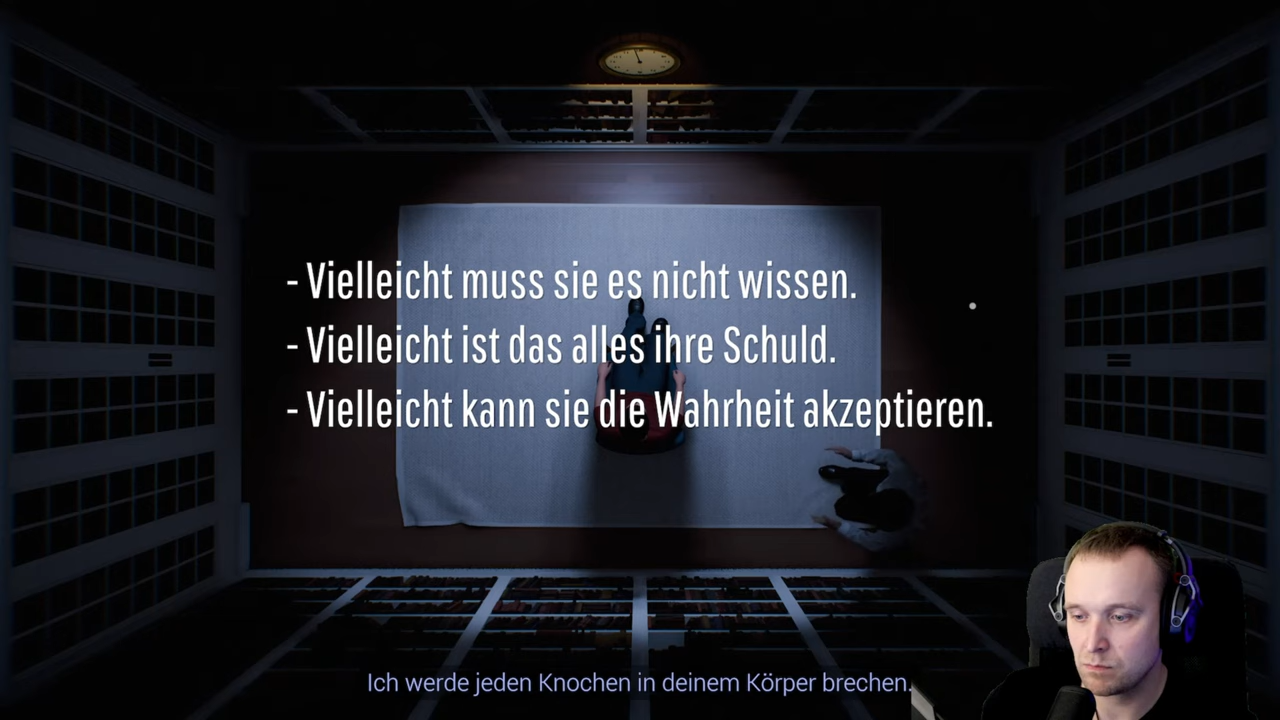 - Vielleicht muss sie es nicht wissen.
- Vielleicht ist das alles ihre Schuld.
- Vielleicht kann sie die Wahrheit akzeptieren.
Ich werde jeden Knochen in deinem Körper brechen.